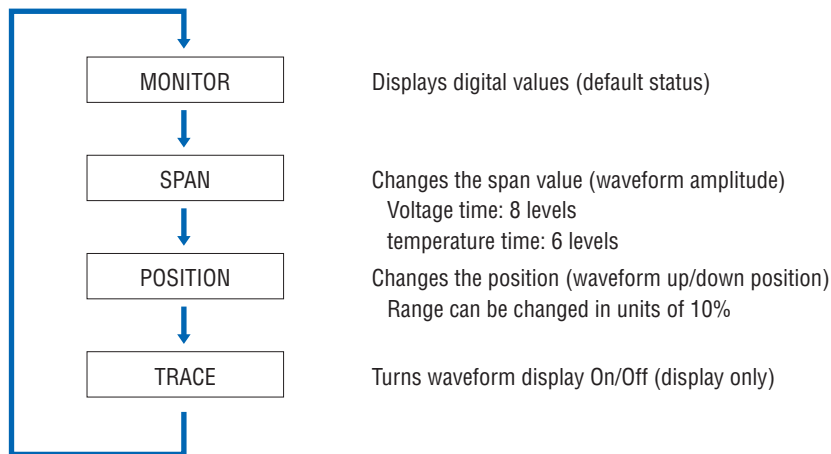 MONITOR
Displays digital values (default status)
SPAN
Changes the span value (waveform amplitude)
Voltage time: 8 levels
temperature time: 6 levels
POSITION
Changes the position (waveform up/down position)
Range can be changed in units of 10%
TRACE
Turns waveform display On/Off (display only)